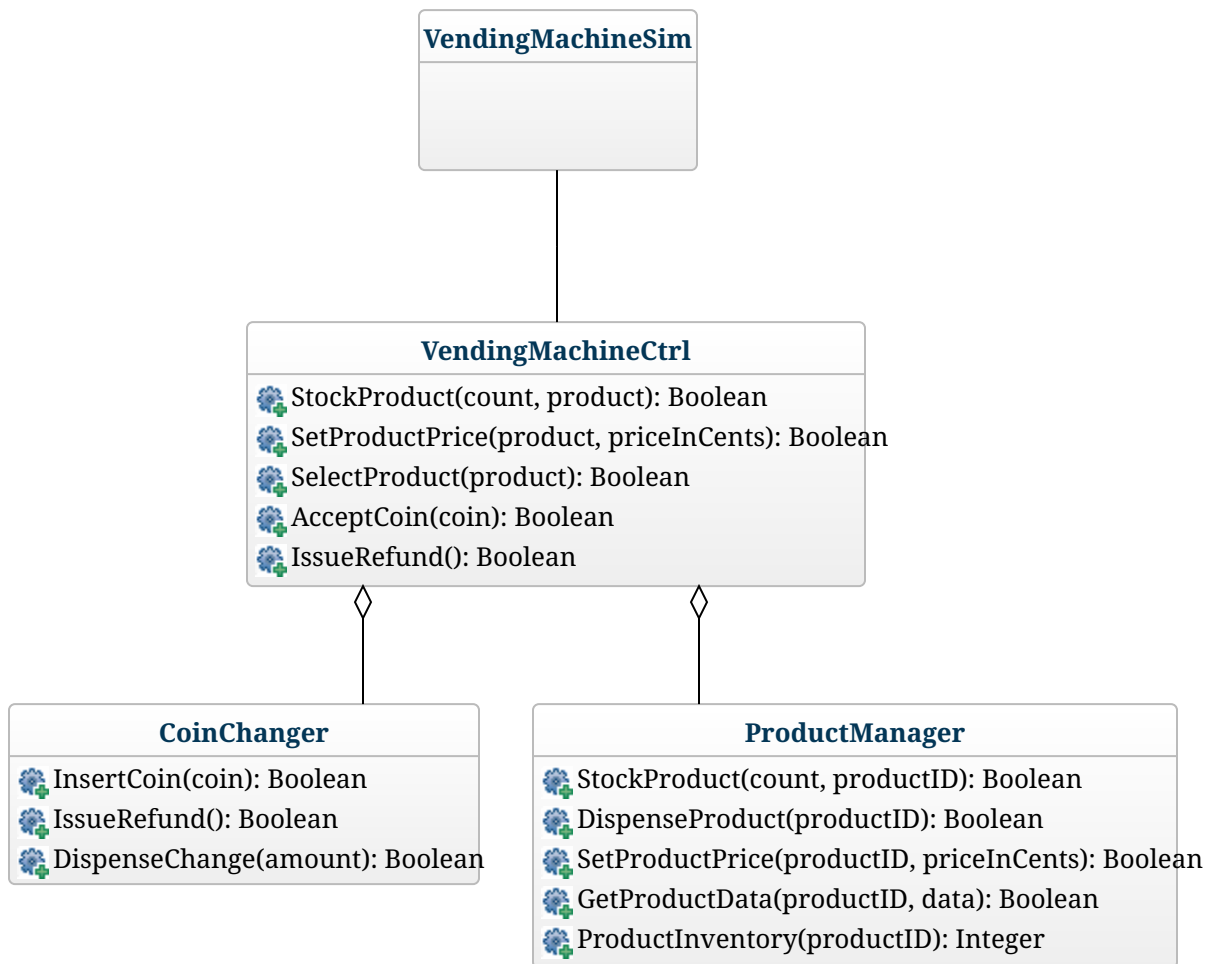 VendingMachineSim
VendingMachineCtrl
StockProduct(count, product): Boolean
SetProductPrice(product, priceInCents): Boolean
SelectProduct(product): Boolean
AcceptCoin(coin): Boolean
IssueRefund(): Boolean
CoinChanger
InsertCoin(coin): Boolean
IssueRefund(): Boolean
DispenseChange(amount): Boolean
ProductManager
StockProduct(count, productID): Boolean
DispenseProduct(productID): Boolean
SetProductPrice(productID, priceInCents): Boolean
GetProductData(productID, data): Boolean
ProductInventory(productID): Integer